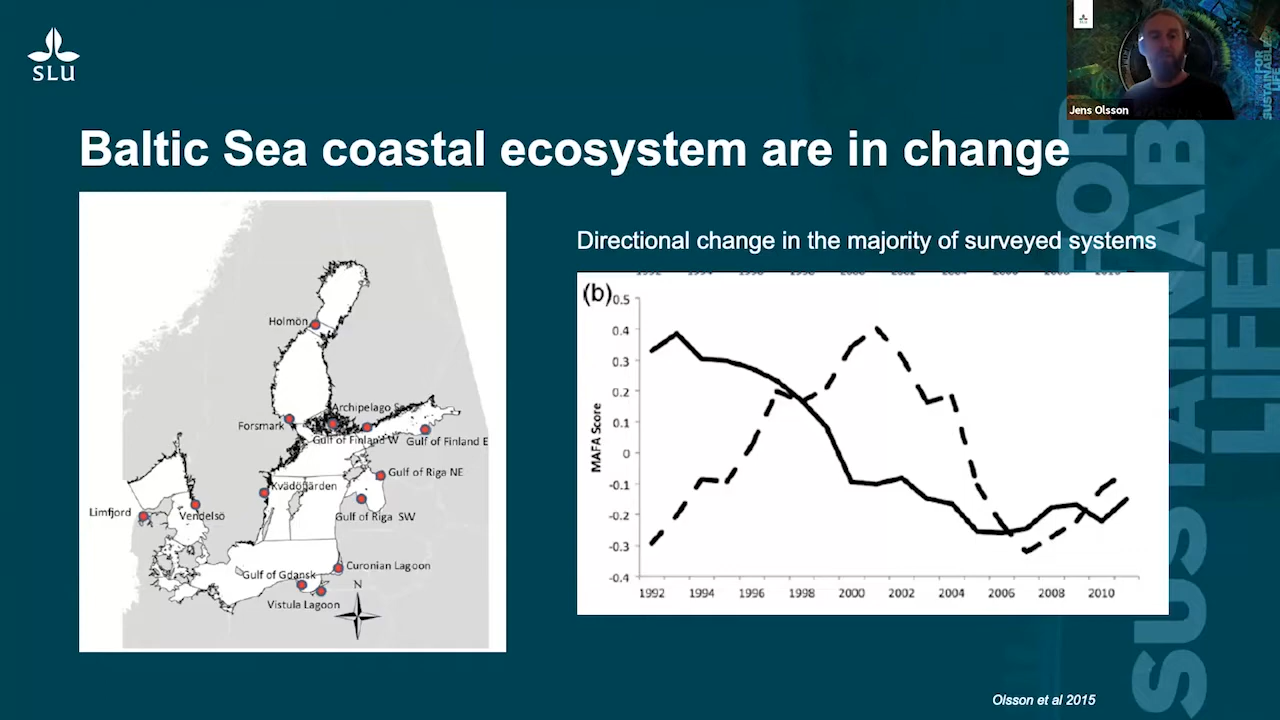 SLU
Jens Olsson
FOR
SUSTAINABLE
LIFE
Baltic Sea coastal ecosystem are in change
Directional change in the majority of surveyed systems
Holmön
Archipelago Sea
Forsmark
Gulf of Finland W
Gulf of Finland E
Gulf of Riga NE
Kvädöfjärden
Limfjord
Vendelsö
Gulf of Riga SW
Curonian Lagoon
Gulf of Gdansk
N
Vistula Lagoon
(b)
0.5
0.4
0.3
0.2
0.1
0
-0.1
-0.2
-0.3
-0.4
MAFA Score
1992 1994 1996 1998 2000 2002 2004 2006 2008 2010
FOR
SUSTAINAB
LIFE
Olsson et al 2015